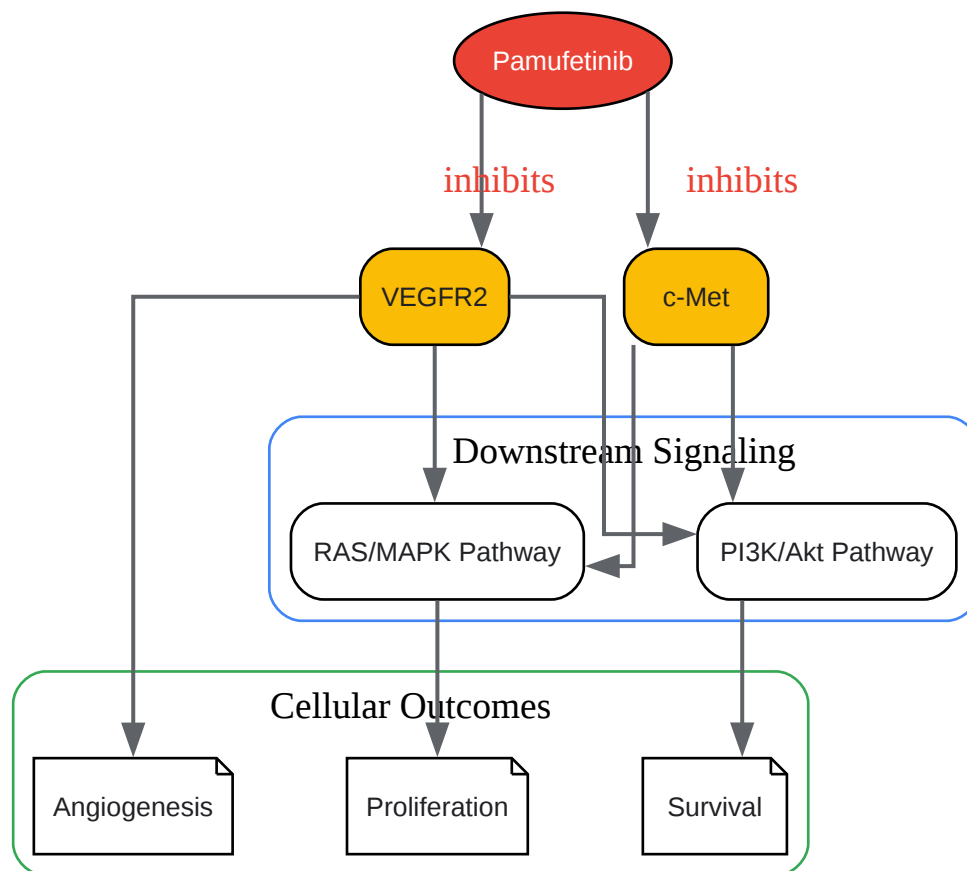 Pamufetinib
inhibits
inhibits
VEGFR2
c-Met
Downstream Signaling
RAS/MAPK Pathway
PI3K/Akt Pathway
Cellular Outcomes
Angiogenesis
Proliferation
Survival